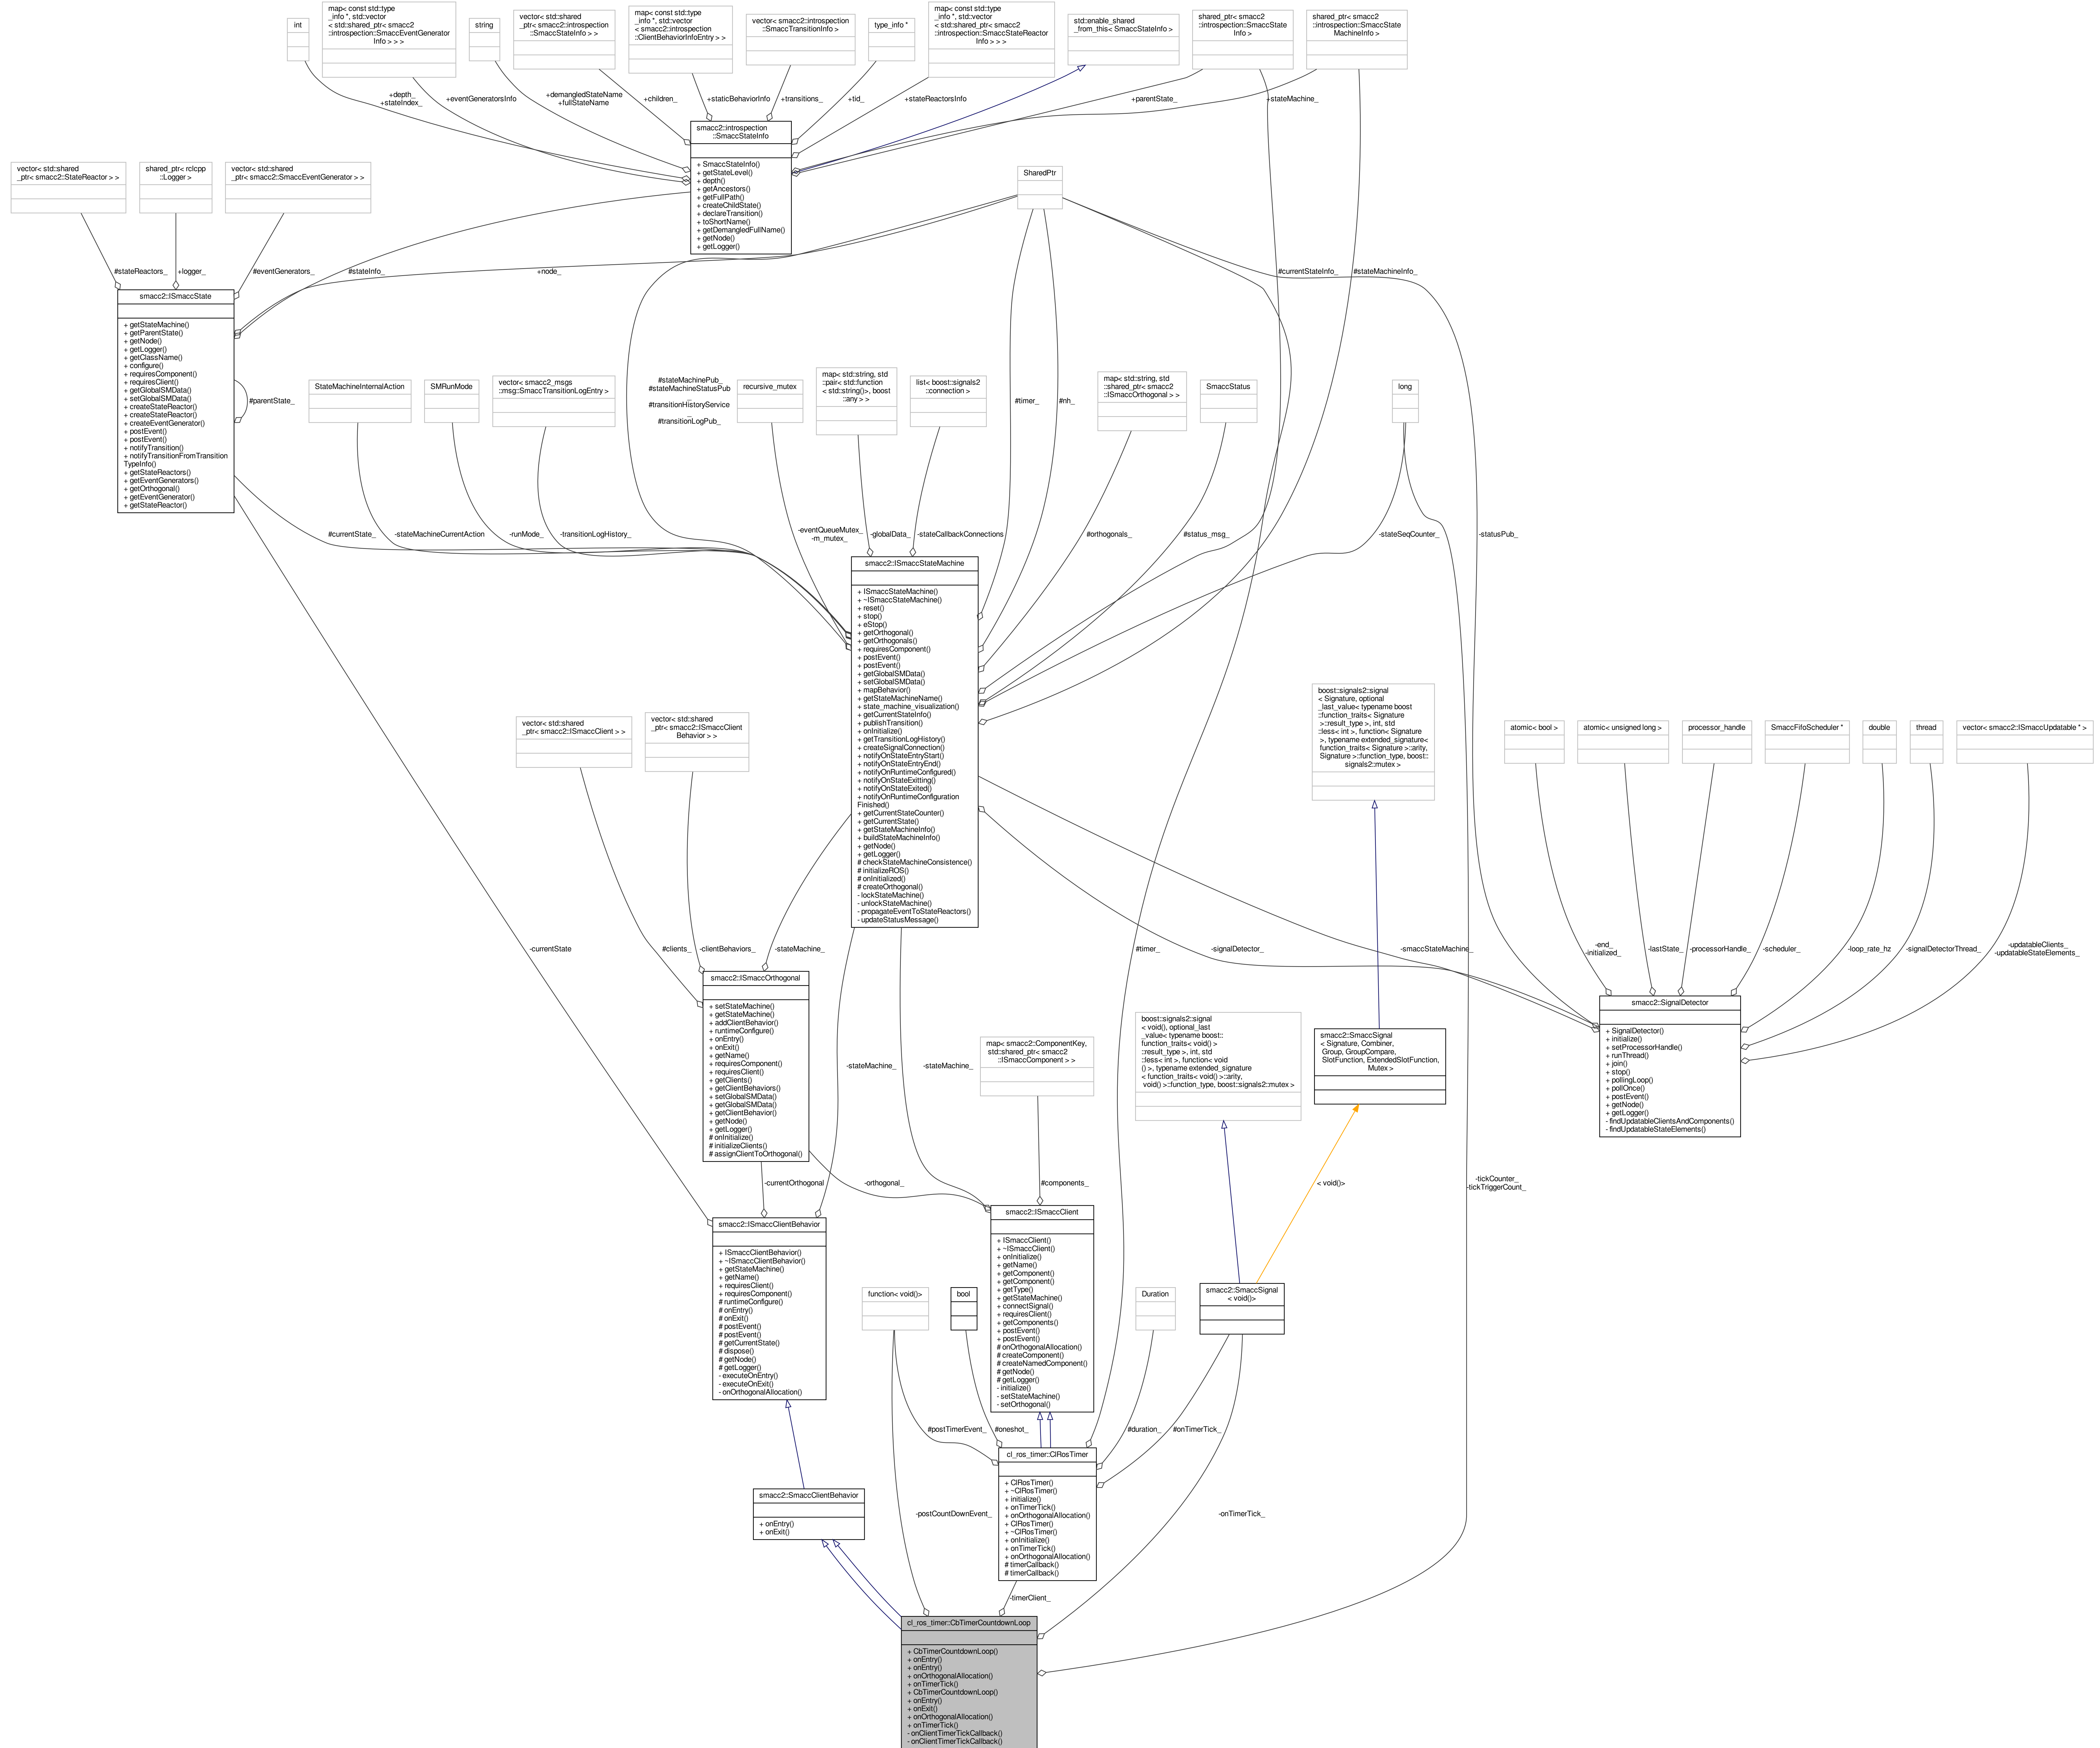 int
map< const std::type
_info *, std::vector
< std::shared_ptr< smacc2
::introspection::SmaccEventGenerator
Info > > >
string
vector< std::shared
_ptr< smacc2::introspection
::SmaccStateInfo > >
map< const std::type
_info *, std::vector
< smacc2::introspection
::ClientBehaviorInfoEntry > >
vector< smacc2::introspection
::SmaccTransitionInfo >
type_info *
map< const std::type
_info *, std::vector
< std::shared_ptr< smacc2
::introspection::SmaccStateReactor
Info > > >
std::enable_shared
_from_this< SmaccStateInfo >
shared_ptr< smacc2
::introspection::SmaccState
Info >
shared_ptr< smacc2
::introspection::SmaccState
MachineInfo >
+depth_
+stateIndex_
+eventGeneratorsInfo
+demangledStateName
+fullStateName
+children_
+staticBehaviorInfo
+transitions_
+tid_
+stateReactorsInfo
+parentState_
+stateMachine_
smacc2::introspection
::SmaccStateInfo
+ SmaccStateInfo()
+ getStateLevel()
+ depth()
+ getAncestors()
+ getFullPath()
+ createChildState()
+ declareTransition()
+ toShortName()
+ getDemangledFullName()
+ getNode()
+ getLogger()
vector< std::shared
_ptr< smacc2::StateReactor > >
shared_ptr< rclcpp
::Logger >
vector< std::shared
_ptr< smacc2::SmaccEventGenerator > >
SharedPtr
#stateReactors_
+logger_
#eventGenerators_
#stateInfo_
+node_
#currentStateInfo_
#stateMachineInfo_
smacc2::ISmaccState
+ getStateMachine()
+ getParentState()
+ getNode()
+ getLogger()
+ getClassName()
+ configure()
+ requiresComponent()
+ requiresClient()
+ getGlobalSMData()
+ setGlobalSMData()
+ createStateReactor()
+ createStateReactor()
+ createEventGenerator()
+ postEvent()
+ postEvent()
+ notifyTransition()
+ notifyTransitionFromTransition
TypeInfo()
+ getStateReactors()
+ getEventGenerators()
+ getOrthogonal()
+ getEventGenerator()
+ getStateReactor()
#parentState_
StateMachineInternalAction
SMRunMode
vector< smacc2_msgs
::msg::SmaccTransitionLogEntry >
#stateMachinePub_
#stateMachineStatusPub
_
#transitionHistoryService
_
#transitionLogPub_
recursive_mutex
map< std::string, std
::pair< std::function
< std::string()>, boost
::any > >
list< boost::signals2
::connection >
#timer_
#nh_
map< std::string, std
::shared_ptr< smacc2
::ISmaccOrthogonal > >
SmaccStatus
long
#currentState_
-stateMachineCurrentAction
-runMode_
-transitionLogHistory_
-eventQueueMutex_
-m_mutex_
-globalData_
-stateCallbackConnections
#orthogonals_
#status_msg_
-stateSeqCounter_
-statusPub_
smacc2::ISmaccStateMachine
+ ISmaccStateMachine()
+ ~ISmaccStateMachine()
+ reset()
+ stop()
+ eStop()
+ getOrthogonal()
+ getOrthogonals()
+ requiresComponent()
+ postEvent()
+ postEvent()
+ getGlobalSMData()
+ setGlobalSMData()
+ mapBehavior()
+ getStateMachineName()
+ state_machine_visualization()
+ getCurrentStateInfo()
+ publishTransition()
+ onInitialize()
+ getTransitionLogHistory()
+ createSignalConnection()
+ notifyOnStateEntryStart()
+ notifyOnStateEntryEnd()
+ notifyOnRuntimeConfigured()
+ notifyOnStateExitting()
+ notifyOnStateExited()
+ notifyOnRuntimeConfiguration
Finished()
+ getCurrentStateCounter()
+ getCurrentState()
+ getStateMachineInfo()
+ buildStateMachineInfo()
+ getNode()
+ getLogger()
# checkStateMachineConsistence()
# initializeROS()
# onInitialized()
# createOrthogonal()
- lockStateMachine()
- unlockStateMachine()
- propagateEventToStateReactors()
- updateStatusMessage()
vector< std::shared
_ptr< smacc2::ISmaccClient > >
vector< std::shared
_ptr< smacc2::ISmaccClient
Behavior > >
boost::signals2::signal
< Signature, optional
_last_value< typename boost
::function_traits< Signature
>::result_type >, int, std
::less< int >, function< Signature
>, typename extended_signature<
function_traits< Signature >::arity,
Signature >::function_type, boost::
signals2::mutex >
atomic< bool >
atomic< unsigned long >
processor_handle
SmaccFifoScheduler *
double
thread
vector< smacc2::ISmaccUpdatable * >
-currentState
#clients_
-clientBehaviors_
-stateMachine_
#timer_
-signalDetector_
-smaccStateMachine_
-end_
-initialized_
-lastState_
-processorHandle_
-scheduler_
-loop_rate_hz
-signalDetectorThread_
-updatableClients_
-updatableStateElements_
smacc2::ISmaccOrthogonal
+ setStateMachine()
+ getStateMachine()
+ addClientBehavior()
+ runtimeConfigure()
+ onEntry()
+ onExit()
+ getName()
+ requiresComponent()
+ requiresClient()
+ getClients()
+ getClientBehaviors()
+ setGlobalSMData()
+ getGlobalSMData()
+ getClientBehavior()
+ getNode()
+ getLogger()
# onInitialize()
# initializeClients()
# assignClientToOrthogonal()
smacc2::SignalDetector
+ SignalDetector()
+ initialize()
+ setProcessorHandle()
+ runThread()
+ join()
+ stop()
+ pollingLoop()
+ pollOnce()
+ postEvent()
+ getNode()
+ getLogger()
- findUpdatableClientsAndComponents()
- findUpdatableStateElements()
-stateMachine_
-stateMachine_
map< smacc2::ComponentKey,
std::shared_ptr< smacc2
::ISmaccComponent > >
boost::signals2::signal
< void(), optional_last
_value< typename boost::
function_traits< void()>
::result_type >, int, std
::less< int >, function< void
() >, typename extended_signature
< function_traits< void() >::arity,
void() >::function_type, boost::signals2::mutex >
smacc2::SmaccSignal
< Signature, Combiner,
Group, GroupCompare,
SlotFunction, ExtendedSlotFunction,
Mutex >
-currentOrthogonal
-orthogonal_
#components_
< void()>
-tickCounter_
-tickTriggerCount_
smacc2::ISmaccClientBehavior
+ ISmaccClientBehavior()
+ ~ISmaccClientBehavior()
+ getStateMachine()
+ getName()
+ requiresClient()
+ requiresComponent()
# runtimeConfigure()
# onEntry()
# onExit()
# postEvent()
# postEvent()
# getCurrentState()
# dispose()
# getNode()
# getLogger()
- executeOnEntry()
- executeOnExit()
- onOrthogonalAllocation()
smacc2::ISmaccClient
+ ISmaccClient()
+ ~ISmaccClient()
+ onInitialize()
+ getName()
+ getComponent()
+ getComponent()
+ getType()
+ getStateMachine()
+ connectSignal()
+ requiresClient()
+ getComponents()
+ postEvent()
+ postEvent()
# onOrthogonalAllocation()
# createComponent()
# createNamedComponent()
# getNode()
# getLogger()
- initialize()
- setStateMachine()
- setOrthogonal()
function< void()>
bool
Duration
smacc2::SmaccSignal
< void()>
#postTimerEvent_
#oneshot_
#duration_
#onTimerTick_
cl_ros_timer::ClRosTimer
+ ClRosTimer()
+ ~ClRosTimer()
+ initialize()
+ onTimerTick()
+ onOrthogonalAllocation()
+ ClRosTimer()
+ ~ClRosTimer()
+ onInitialize()
+ onTimerTick()
+ onOrthogonalAllocation()
# timerCallback()
# timerCallback()
smacc2::SmaccClientBehavior
+ onEntry()
+ onExit()
-postCountDownEvent_
-onTimerTick_
-timerClient_
cl_ros_timer::CbTimerCountdownLoop
+ CbTimerCountdownLoop()
+ onEntry()
+ onEntry()
+ onOrthogonalAllocation()
+ onTimerTick()
+ CbTimerCountdownLoop()
+ onEntry()
+ onExit()
+ onOrthogonalAllocation()
+ onTimerTick()
- onClientTimerTickCallback()
- onClientTimerTickCallback()